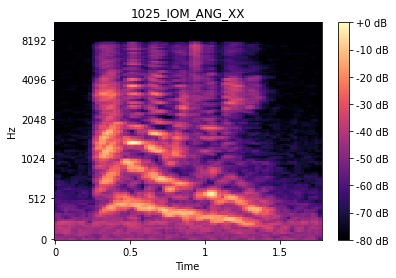 1025_IOM_ANG_XX
8192
4096
2048
1024
512
0
Hz
0
0.5
1
1.5
Time
+0 dB
-10 dB
-20 dB
-30 dB
-40 dB
-50 dB
-60 dB
-70 dB
-80 dB